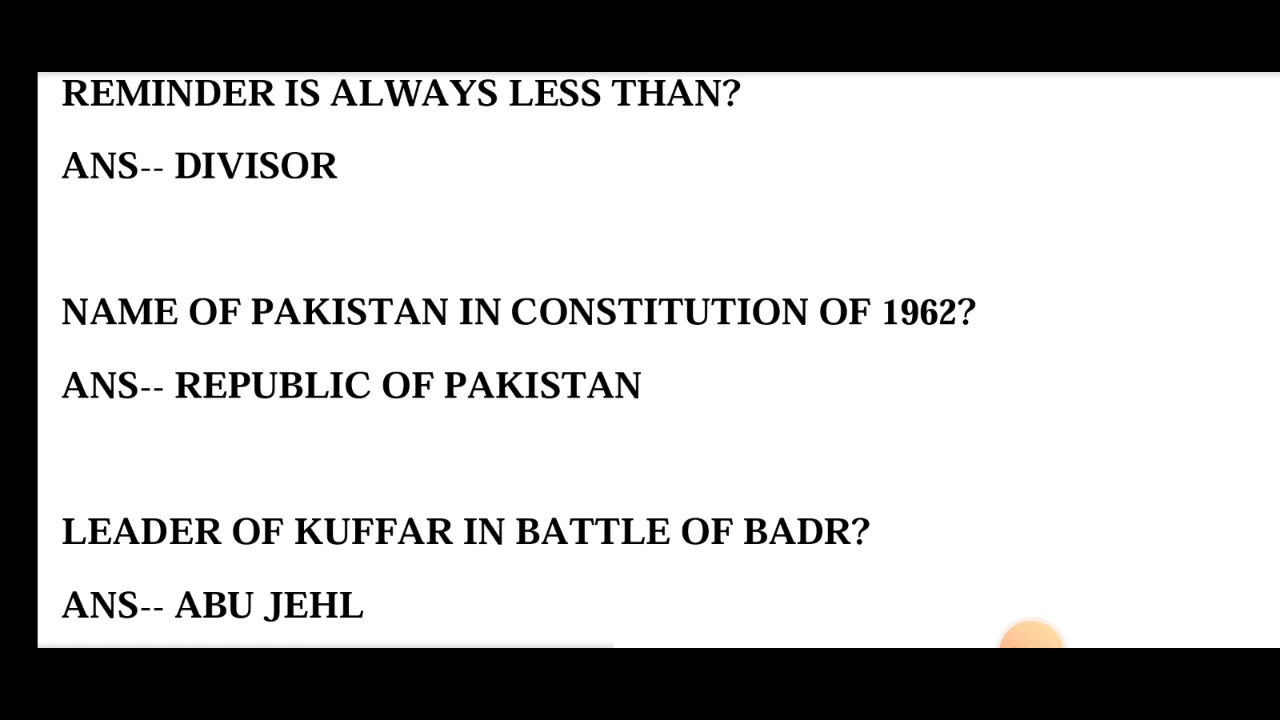 REMINDER IS ALWAYS LESS THAN?
ANS-- DIVISOR
NAME OF PAKISTAN IN CONSTITUTION OF 1962?
ANS-- REPUBLIC OF PAKISTAN
LEADER OF KUFFAR IN BATTLE OF BADR?
ANS-- ABU JEHL